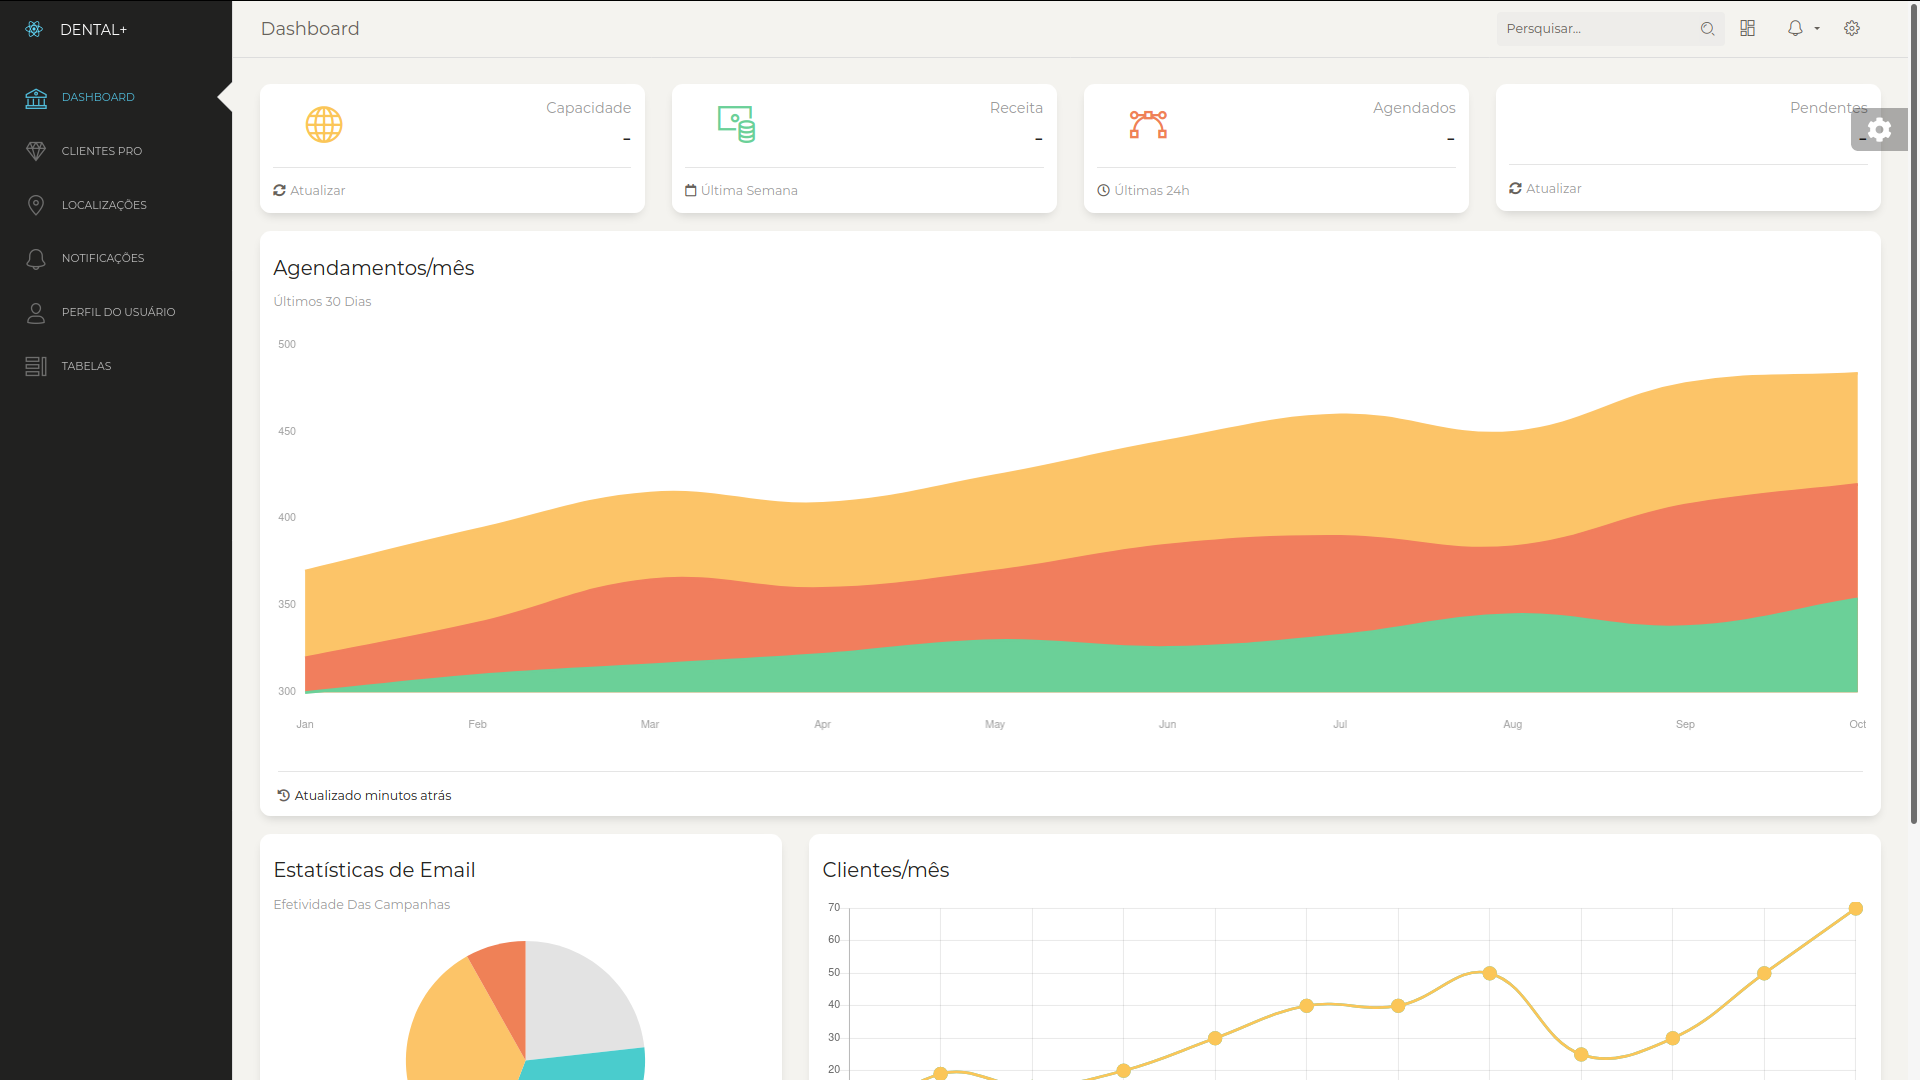 DENTAL+
Dashboard
Persquisar...
DASHBOARD
CLIENTES PRO
LOCALIZAÇÕES
NOTIFICAÇÕES
PERFIL DO USUÁRIO
TABELAS
Capacidade
-
Atualizar
Receita
-
Última Semana
Agendados
-
Últimas 24h
Pendentes
-
Atualizar
Agendamentos/mês
Últimos 30 Dias
500
450
400
350
300
Jan Feb Mar Apr May Jun Jul Aug Sep Oct
Atualizado minutos atrás
Estatísticas de Email
Efetividade Das Campanhas
Clientes/mês
70
60
50
40
30
20